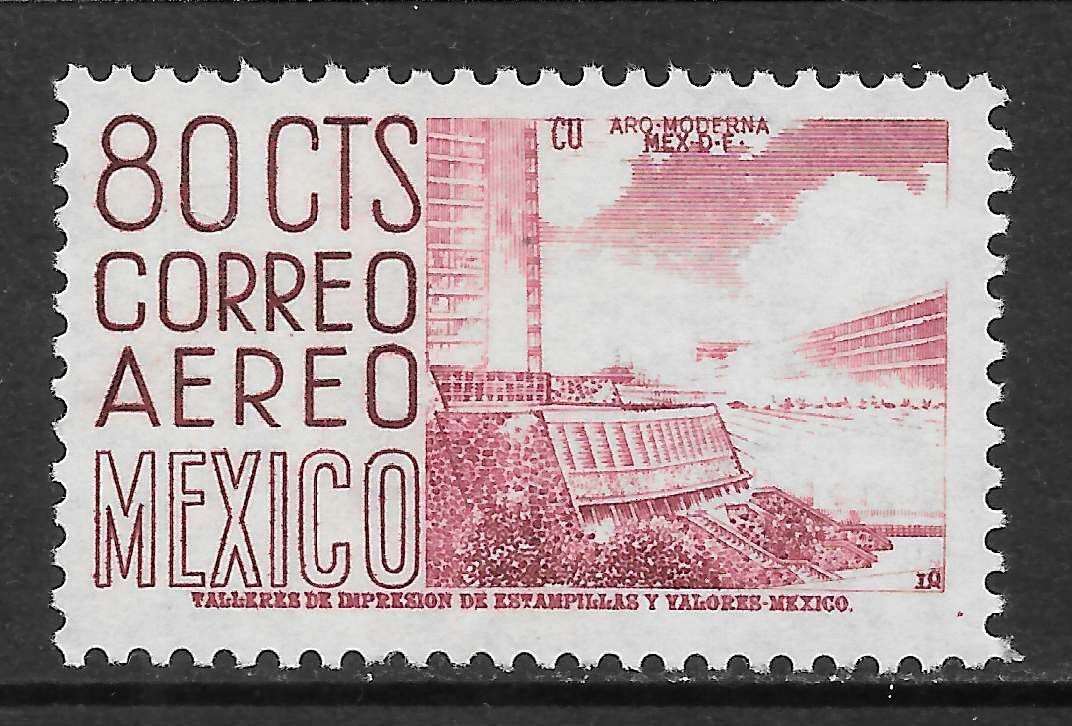 80 CTS
CORREO
AEREO
MEXICO
CU ARQ·MODERNA
MEX-D·F·
TALLERES DE IMPRESION DE ESTAMPILLAS Y VALORES-MEXICO.